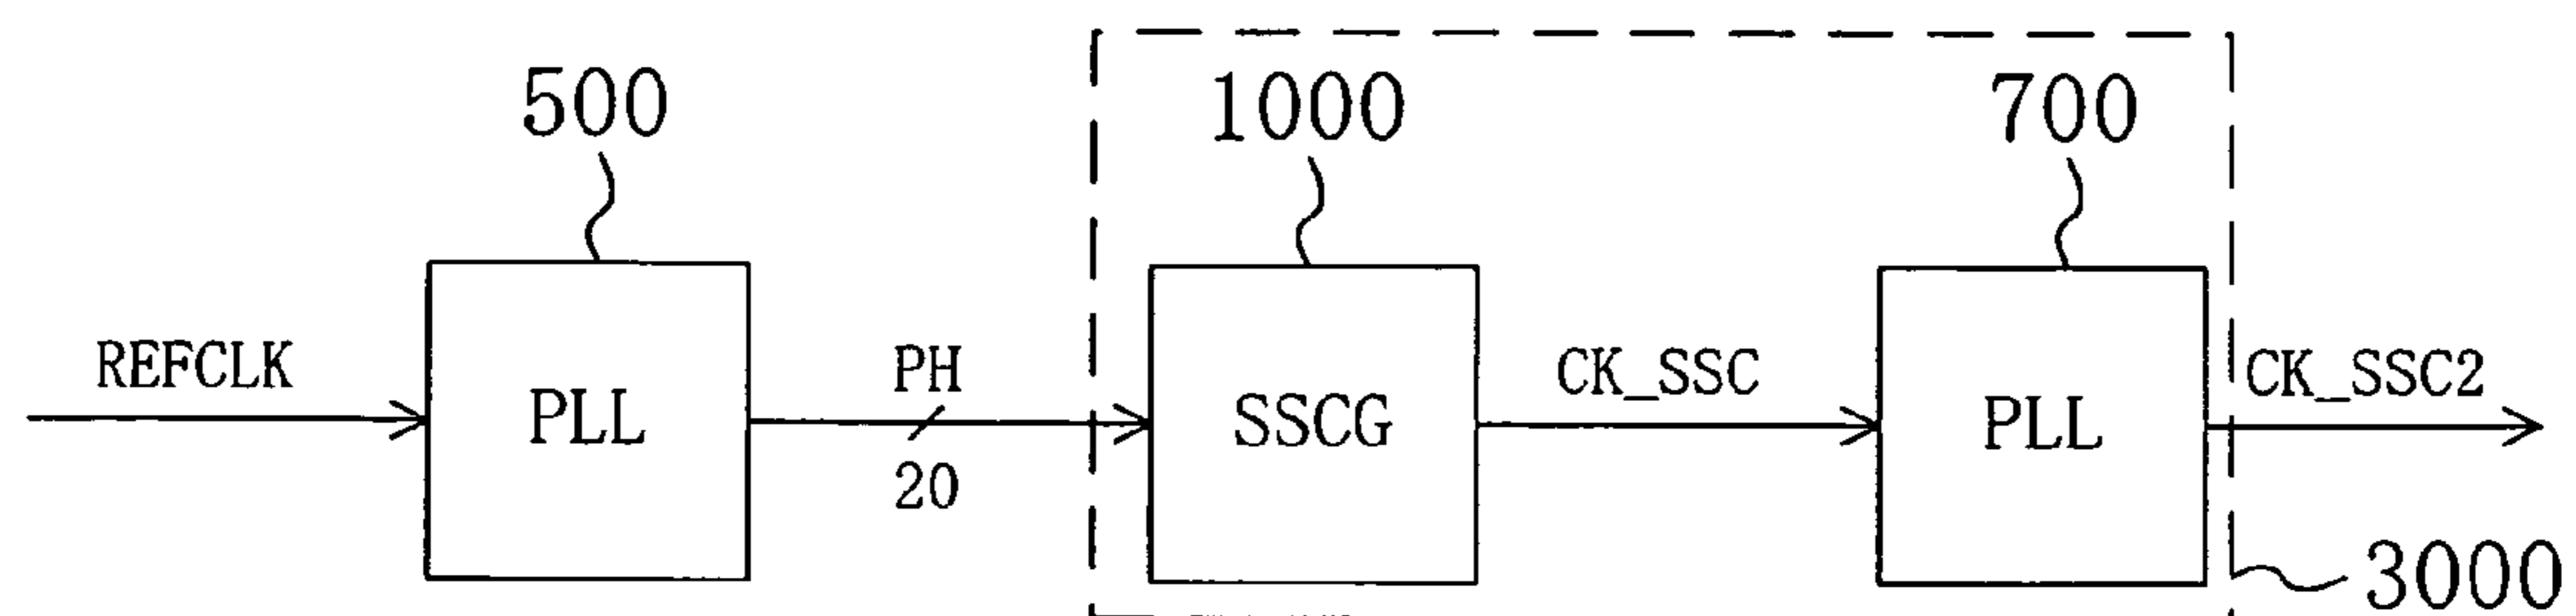 500
1000
700
REFCLK
PH
CK_SSC
CK_SSC2
PLL
SSCG
PLL
20
3000